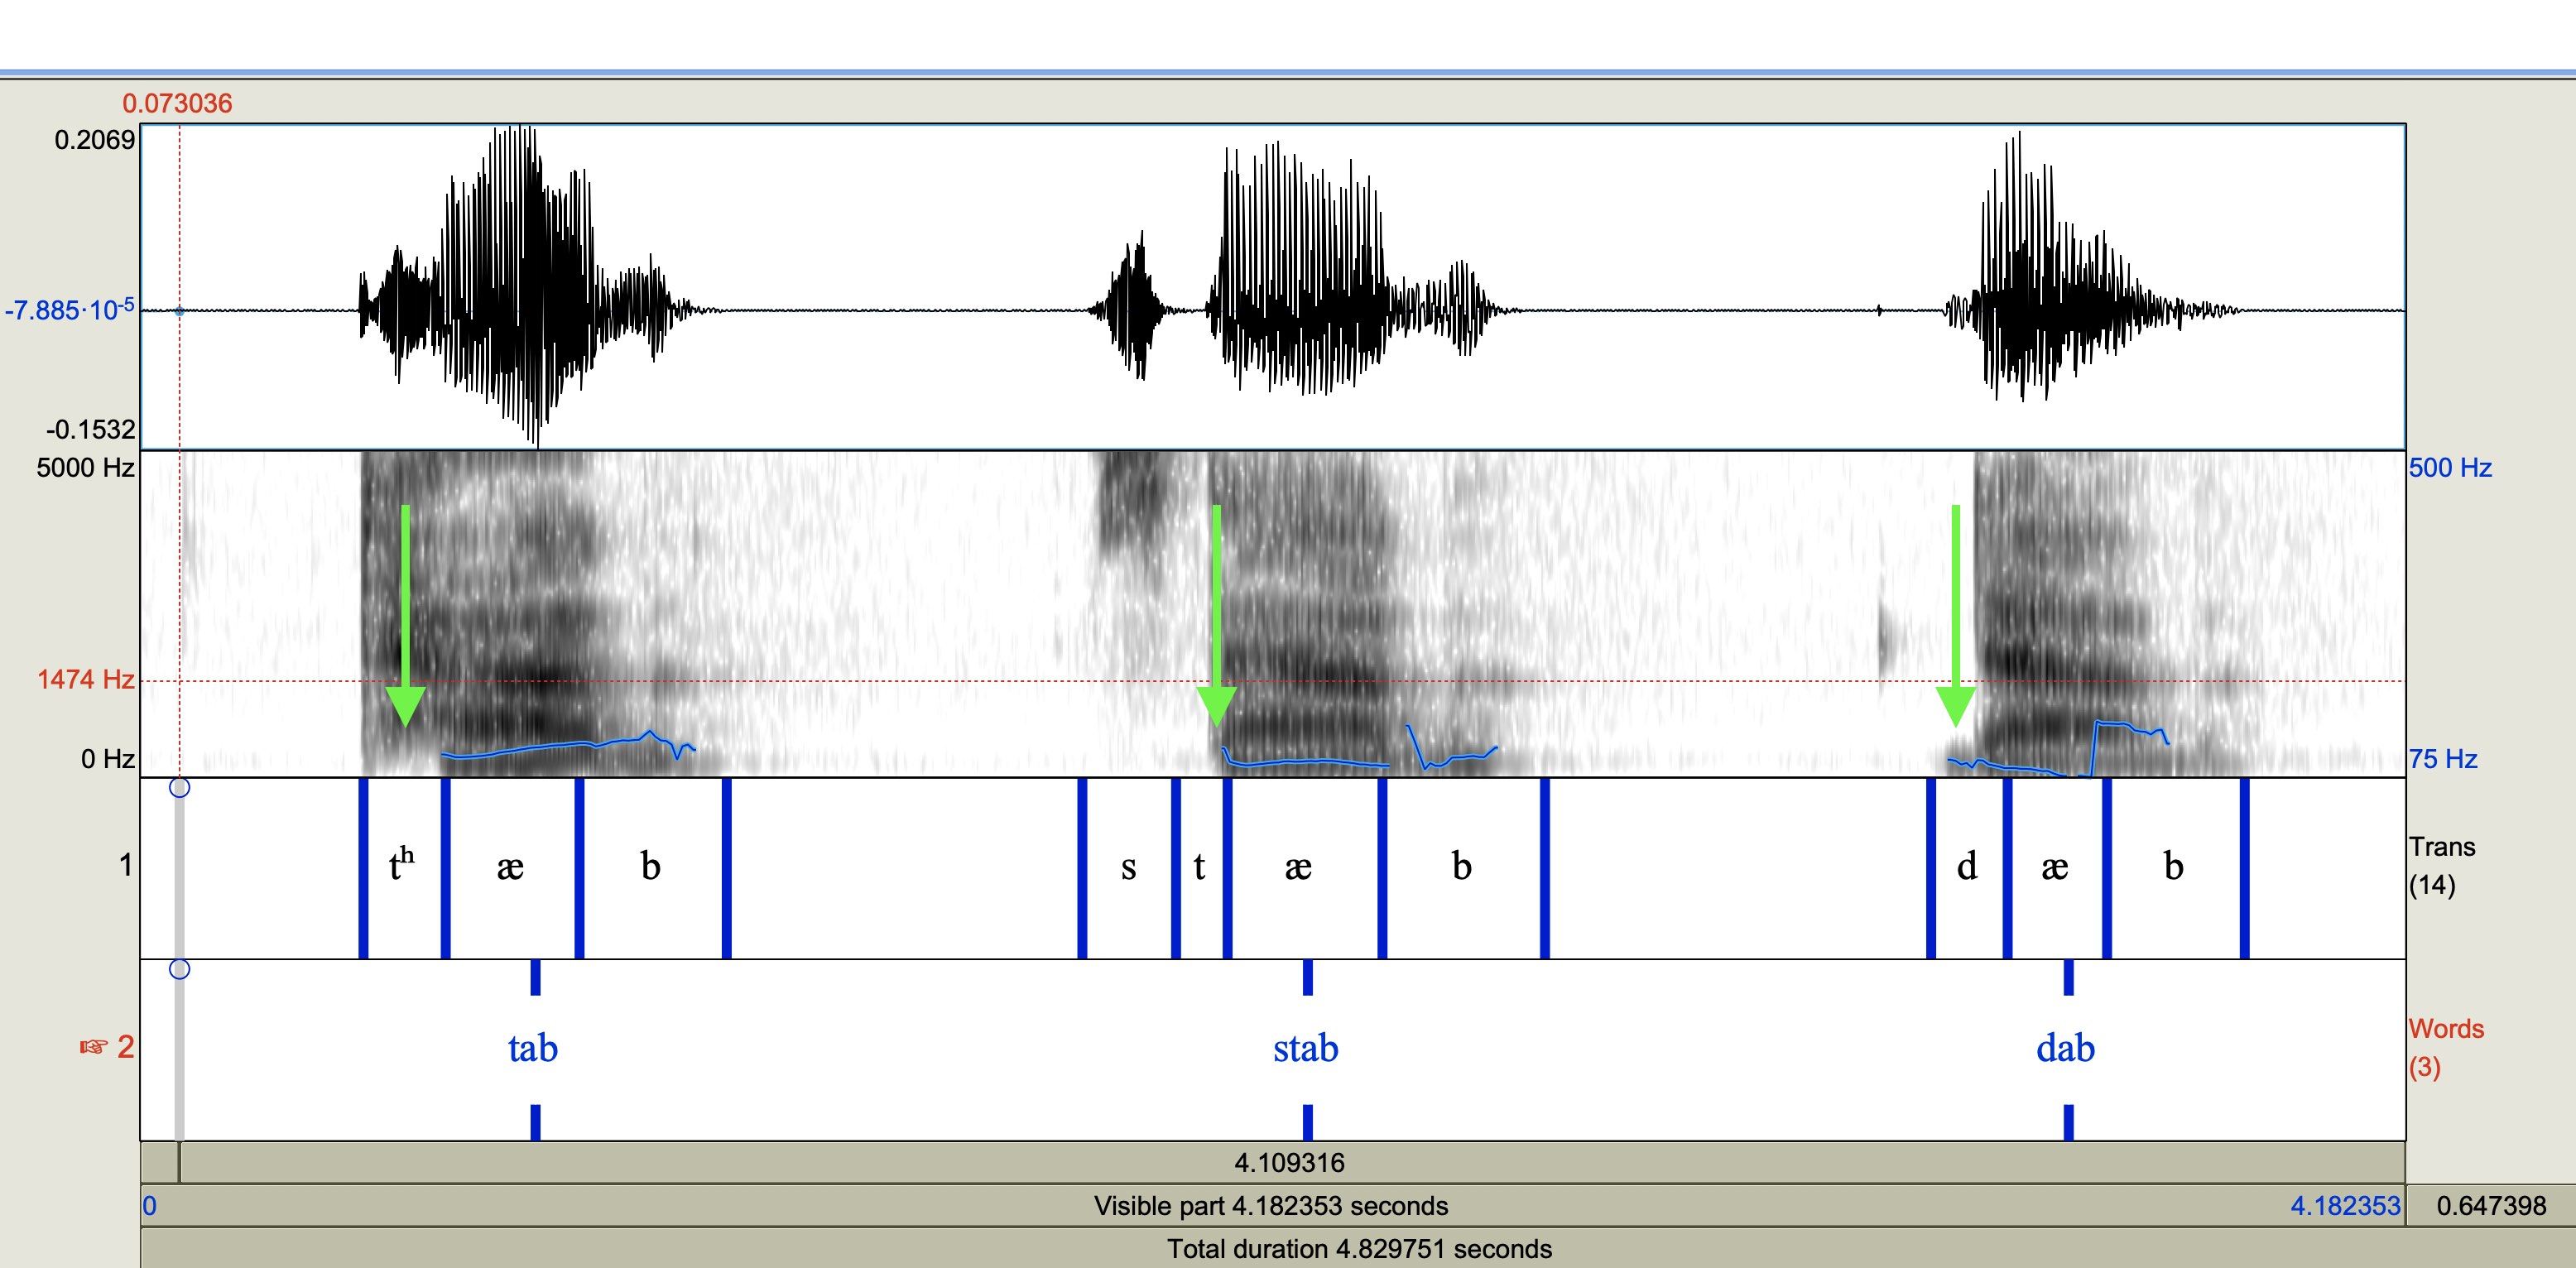 0.073036
0.2069
-7.885·10⁻⁵
-0.1532
5000 Hz
500 Hz
1474 Hz
0 Hz
75 Hz
1
tʰ
æ
b
s
t
æ
b
d
æ
b
Trans
(14)
☞ 2
tab
stab
dab
Words
(3)
4.109316
0
Visible part 4.182353 seconds
4.182353
0.647398
Total duration 4.829751 seconds